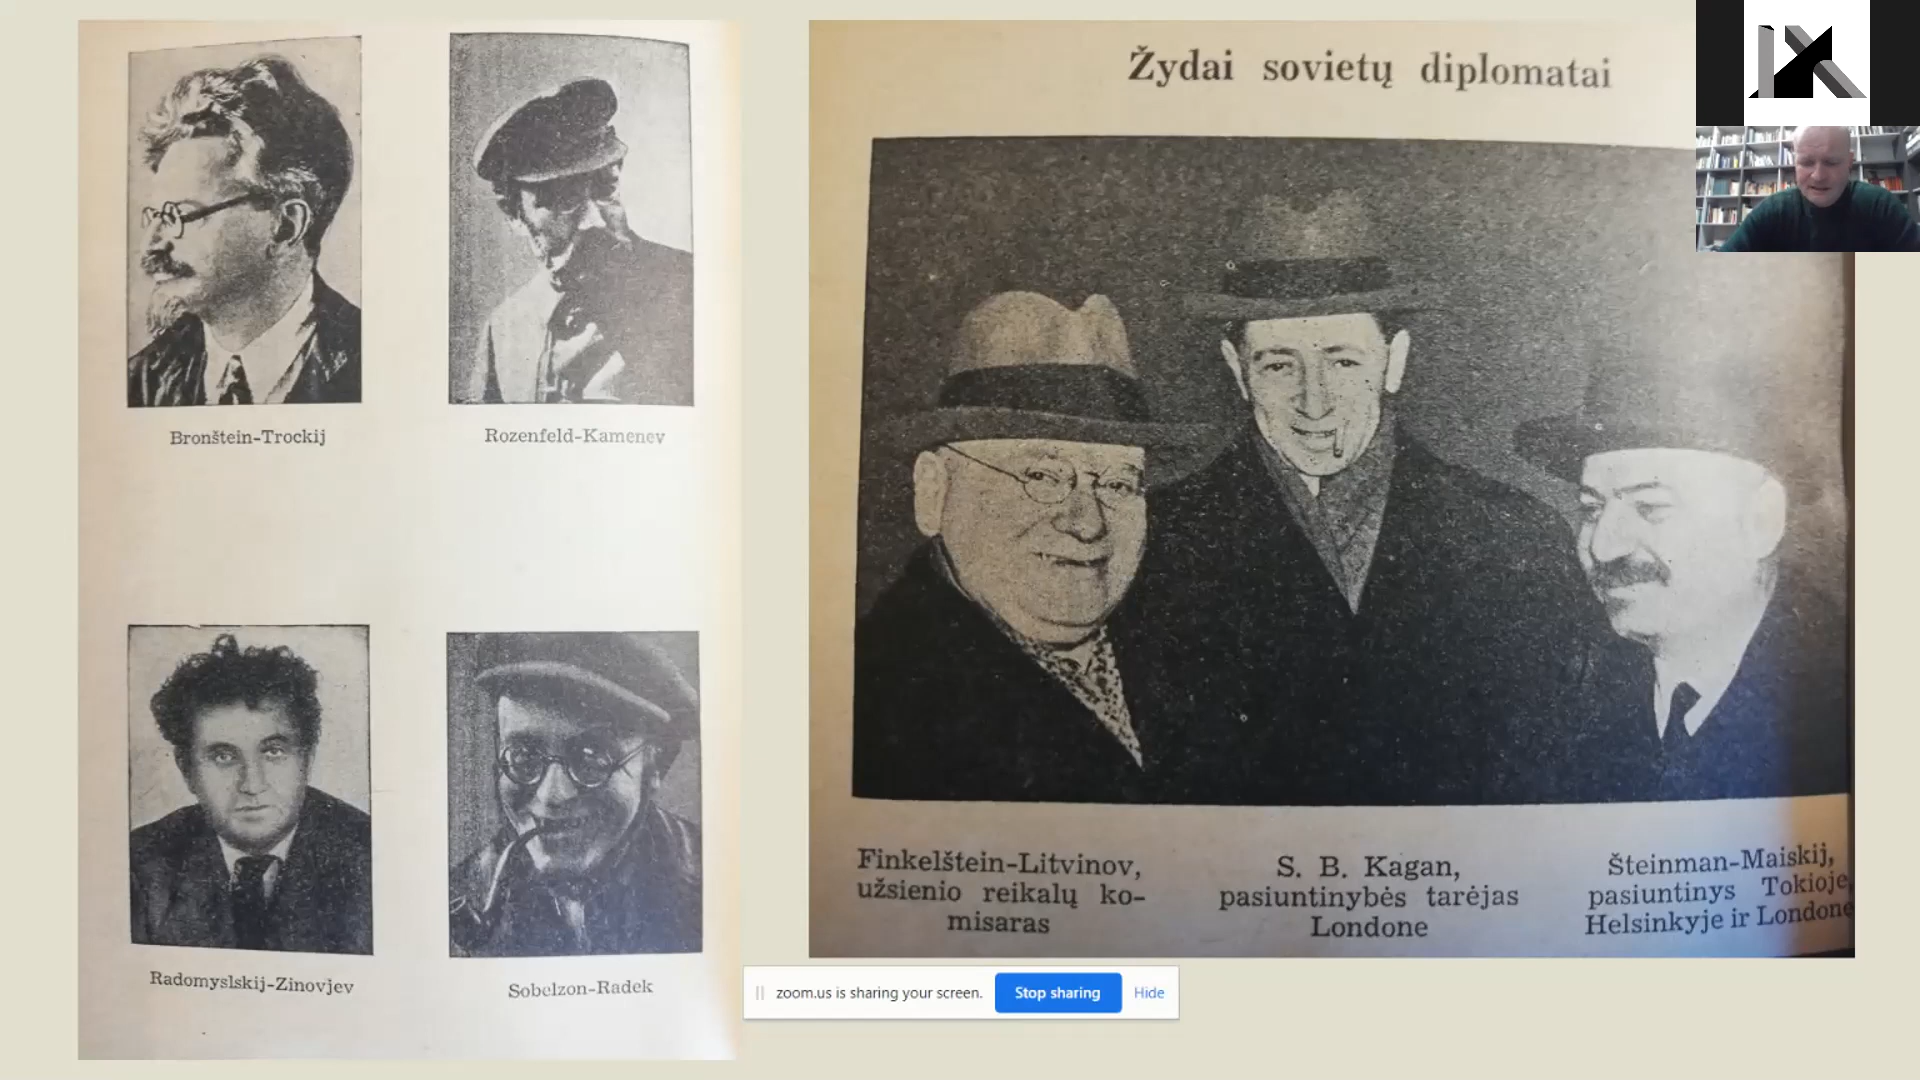 Bronštein-Trockij
Rozenfeld-Kamenev
Radomyslskij-Zinovjev
Sobelzon-Radek
Žydai sovietų diplomatai
Finkelštein-Litvinov,
užsienio reikalų ko-
misaras
S. B. Kagan,
pasiuntinybės tarėjas
Londone
Šteinman-Maiskij,
pasiuntinys Tokioje,
Helsinkyje ir Londone
zoom.us is sharing your screen.
Stop sharing
Hide